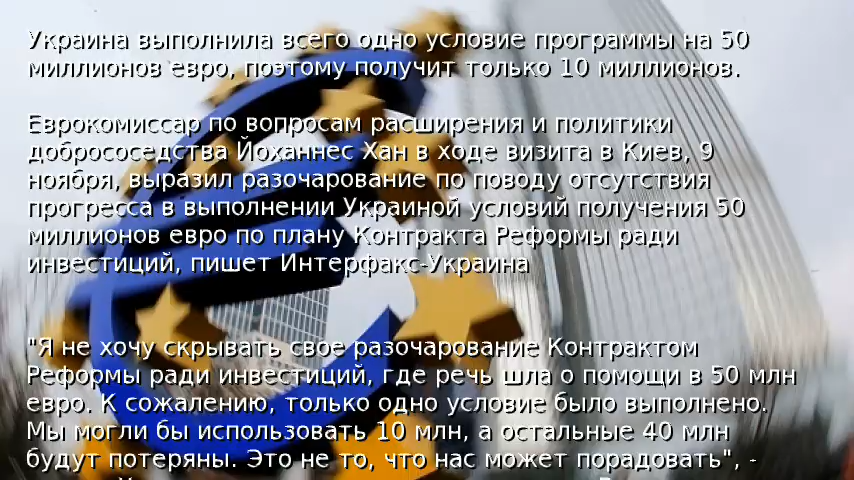 Украина выполнила всего одно условие программы на 50
миллионов евро, поэтому получит только 10 миллионов.
Еврокомиссар по вопросам расширения и политики
добрососедства Йоханнес Хан в ходе визита в Киев, 9
ноября, выразил разочарование по поводу отсутствия
прогресса в выполнении Украиной условий получения 50
миллионов евро по плану Контракта Реформы ради
инвестиций, пишет Интерфакс-Украина
"Я не хочу скрывать свое разочарование Контрактом
Реформы ради инвестиций, где речь шла о помощи в 50 млн
евро. К сожалению, только одно условие было выполнено.
Мы могли бы использовать 10 млн, а остальные 40 млн
будут потеряны. Это не то, что нас может порадовать", -